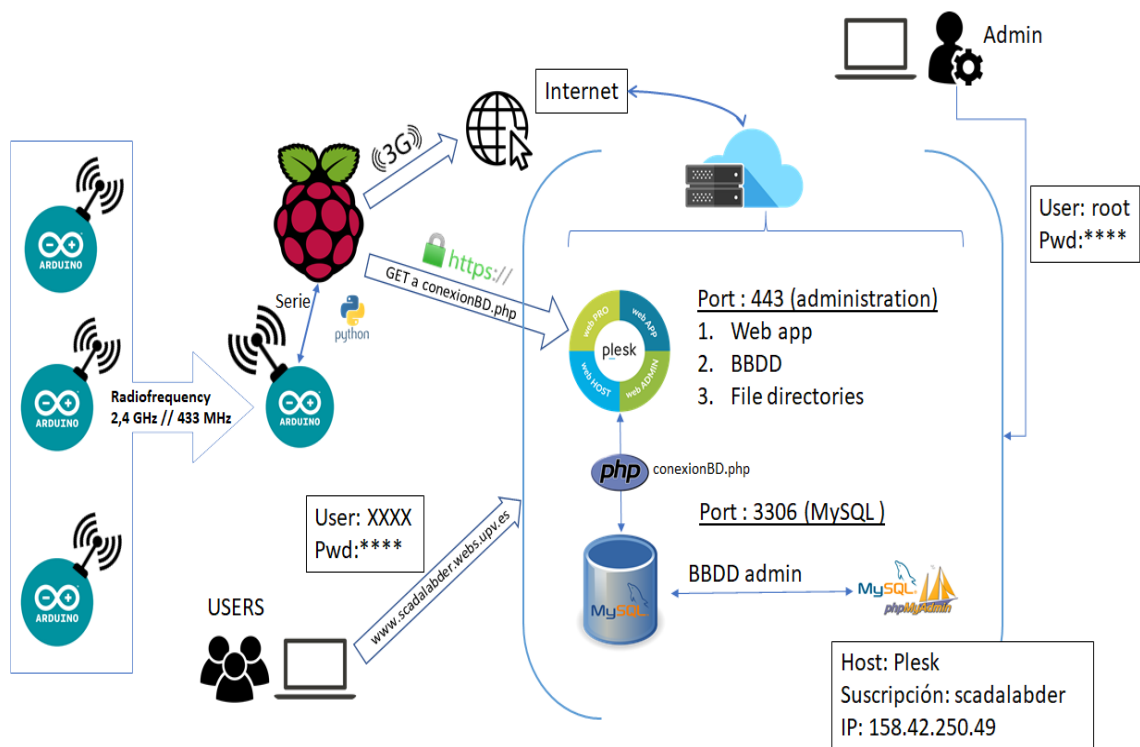 Admin
Internet
((3G))
User: root
Pwd:****
ARDUINO
https://
GET a conexionBD.php
Serie
python
Port : 443 (administration)
1. Web app
2. BBDD
3. File directories
web PRO
web APP
plesk
web HOST
web ADMIN
Radiofrequency
2,4 GHz // 433 MHz
ARDUINO
ARDUINO
php
conexionBD.php
User: XXXX
Pwd:****
Port : 3306 (MySQL )
www.scadalabder.webs.upv.es
BBDD admin
MySQL
MySQL
phpMyAdmin
ARDUINO
USERS
Host: Plesk
Suscripción: scadalabder
IP: 158.42.250.49